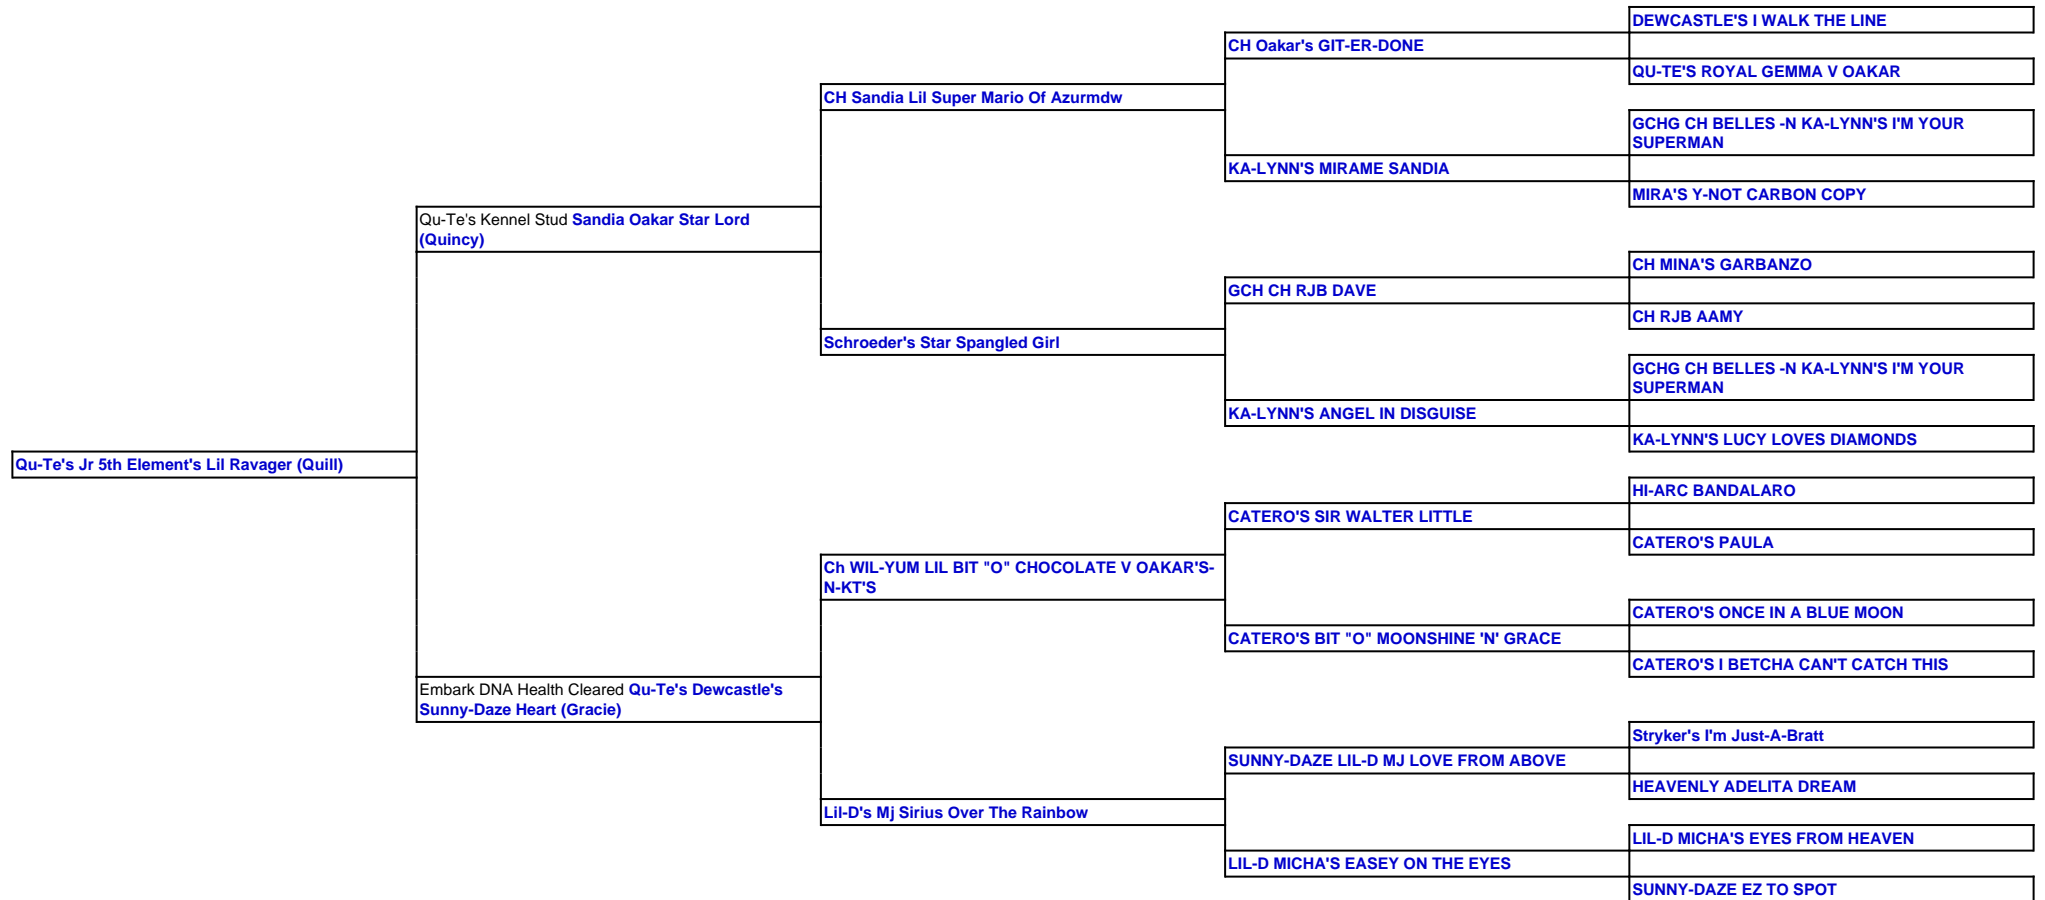 DEWCASTLE'S I WALK THE LINE
CH Oakar's GIT-ER-DONE
QU-TE'S ROYAL GEMMA V OAKAR
CH Sandia Lil Super Mario Of Azurmdw
GCHG CH BELLES -N KA-LYNN'S I'M YOUR
SUPERMAN
KA-LYNN'S MIRAME SANDIA
MIRA'S Y-NOT CARBON COPY
Qu-Te's Kennel Stud Sandia Oakar Star Lord
(Quincy)
CH MINA'S GARBANZO
GCH CH RJB DAVE
CH RJB AAMY
Schroeder's Star Spangled Girl
GCHG CH BELLES -N KA-LYNN'S I'M YOUR
SUPERMAN
KA-LYNN'S ANGEL IN DISGUISE
KA-LYNN'S LUCY LOVES DIAMONDS
Qu-Te's Jr 5th Element's Lil Ravager (Quill)
HI-ARC BANDALARO
CATERO'S SIR WALTER LITTLE
CATERO'S PAULA
Ch WIL-YUM LIL BIT "O" CHOCOLATE V OAKAR'S-
N-KT'S
CATERO'S ONCE IN A BLUE MOON
CATERO'S BIT "O" MOONSHINE 'N' GRACE
CATERO'S I BETCHA CAN'T CATCH THIS
Embark DNA Health Cleared Qu-Te's Dewcastle's
Sunny-Daze Heart (Gracie)
Stryker's I'm Just-A-Bratt
SUNNY-DAZE LIL-D MJ LOVE FROM ABOVE
HEAVENLY ADELITA DREAM
Lil-D's Mj Sirius Over The Rainbow
LIL-D MICHA'S EYES FROM HEAVEN
LIL-D MICHA'S EASEY ON THE EYES
SUNNY-DAZE EZ TO SPOT